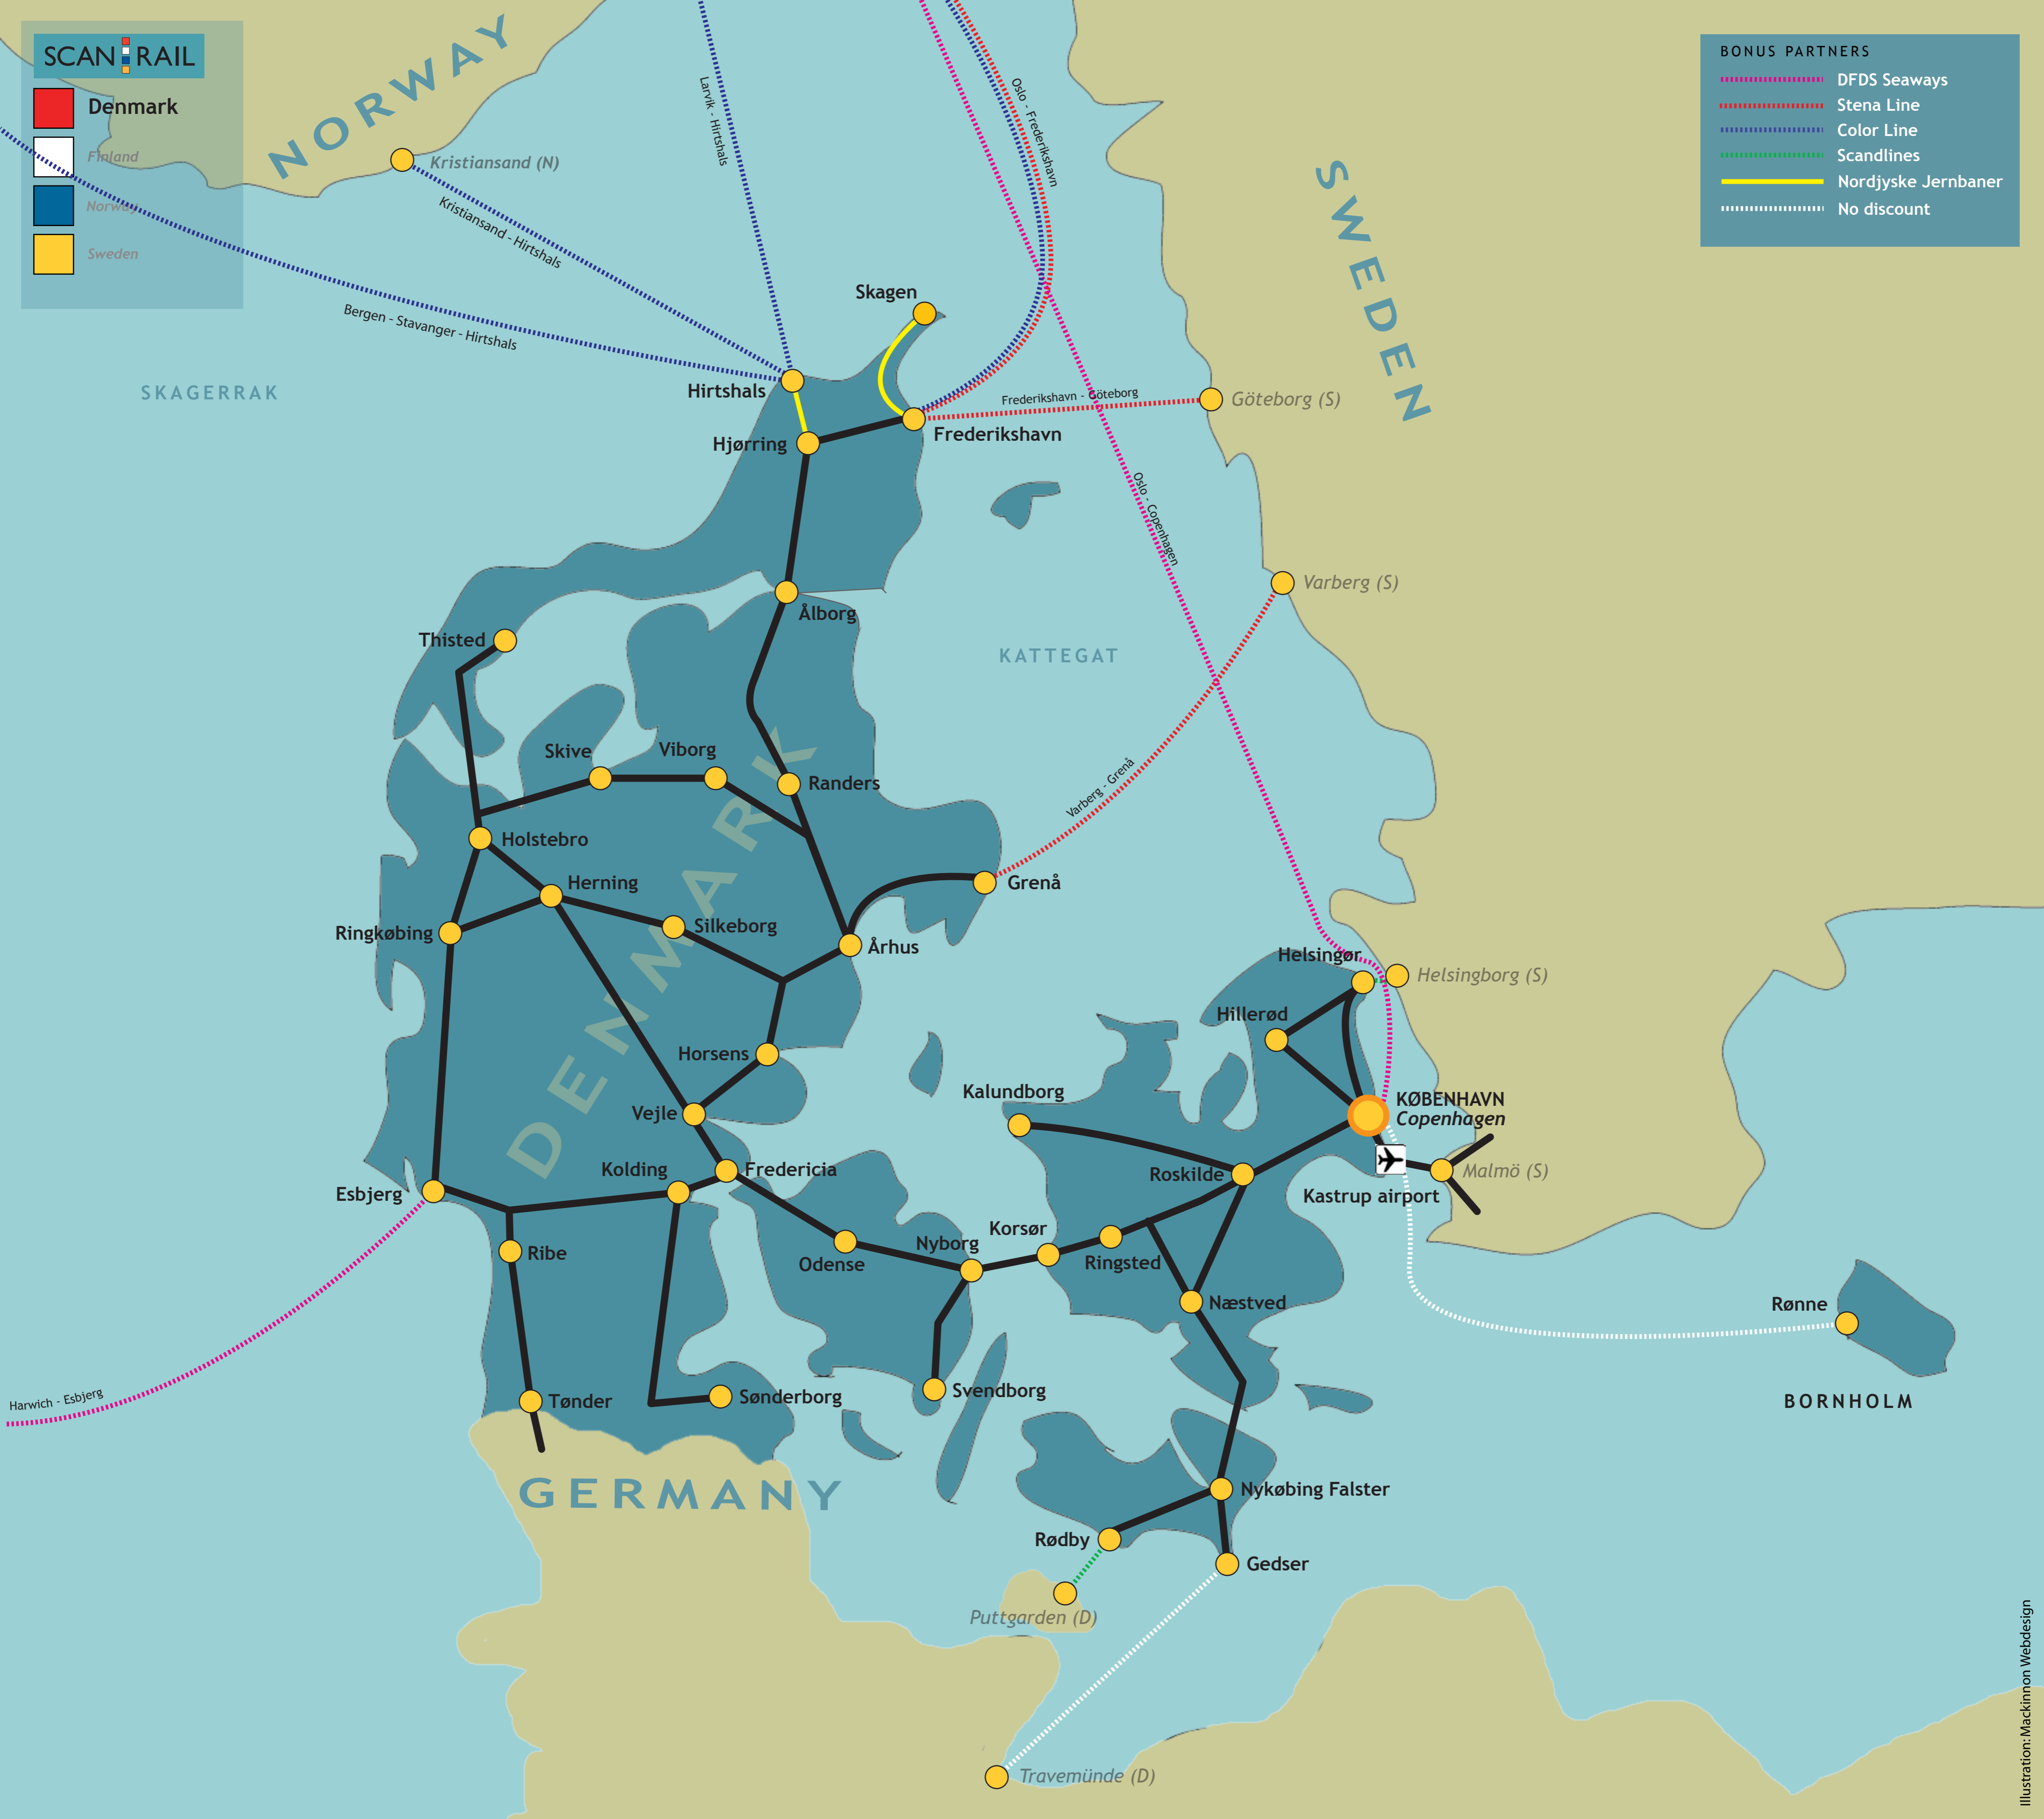 SCAN RAIL
Denmark
Finland
Norway
Sweden
NORWAY
BONUS PARTNERS
DFDS Seaways
Stena Line
Color Line
Scandlines
Nordjyske Jernbaner
No discount
SWEDEN
Kristiansand (N)
Larvik - Hirtshals
Oslo - Frederikshavn
Kristiansand - Hirtshals
Bergen - Stavanger - Hirtshals
SKAGERRAK
Skagen
Hirtshals
Frederikshavn - Göteborg
Göteborg (S)
Hjørring
Frederikshavn
Oslo - Copenhagen
Varberg (S)
Ålborg
Thisted
KATTEGAT
Skive
Viborg
Randers
Varberg - Grenå
Holstebro
DENMARK
Herning
Grenå
Silkeborg
Ringkøbing
Århus
Helsingør
Helsingborg (S)
Hillerød
Horsens
Kalundborg
KØBENHAVN
Copenhagen
Vejle
Kolding
Fredericia
Roskilde
Malmö (S)
Esbjerg
Kastrup airport
Korsør
Nyborg
Ribe
Odense
Ringsted
Næstved
Rønne
Harwich - Esbjerg
Tønder
Sønderborg
Svendborg
BORNHOLM
GERMANY
Nykøbing Falster
Rødby
Gedser
Puttgarden (D)
Travemünde (D)
Illustration: Mackinnon Webdesign